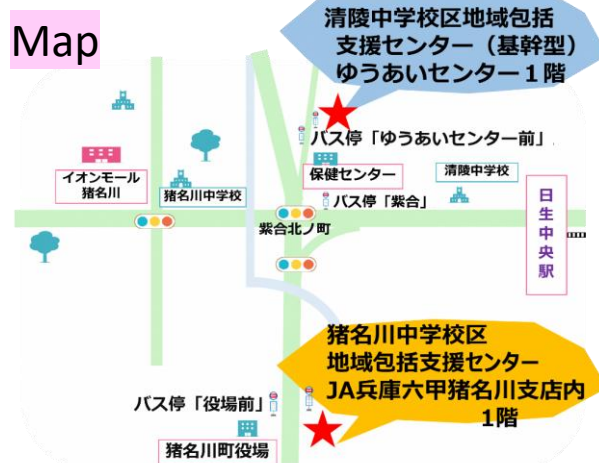 Map
清陵中学校区地域包括
支援センター（基幹型）
ゆうあいセンター１階
バス停「ゆうあいセンター前」
イオンモール
猪名川
猪名川中学校
保健センター
清陵中学校
バス停「紫合」
日生中央駅
紫合北ノ町
猪名川中学校区
地域包括支援センター
JA兵庫六甲猪名川支店内
1階
バス停「役場前」
猪名川町役場